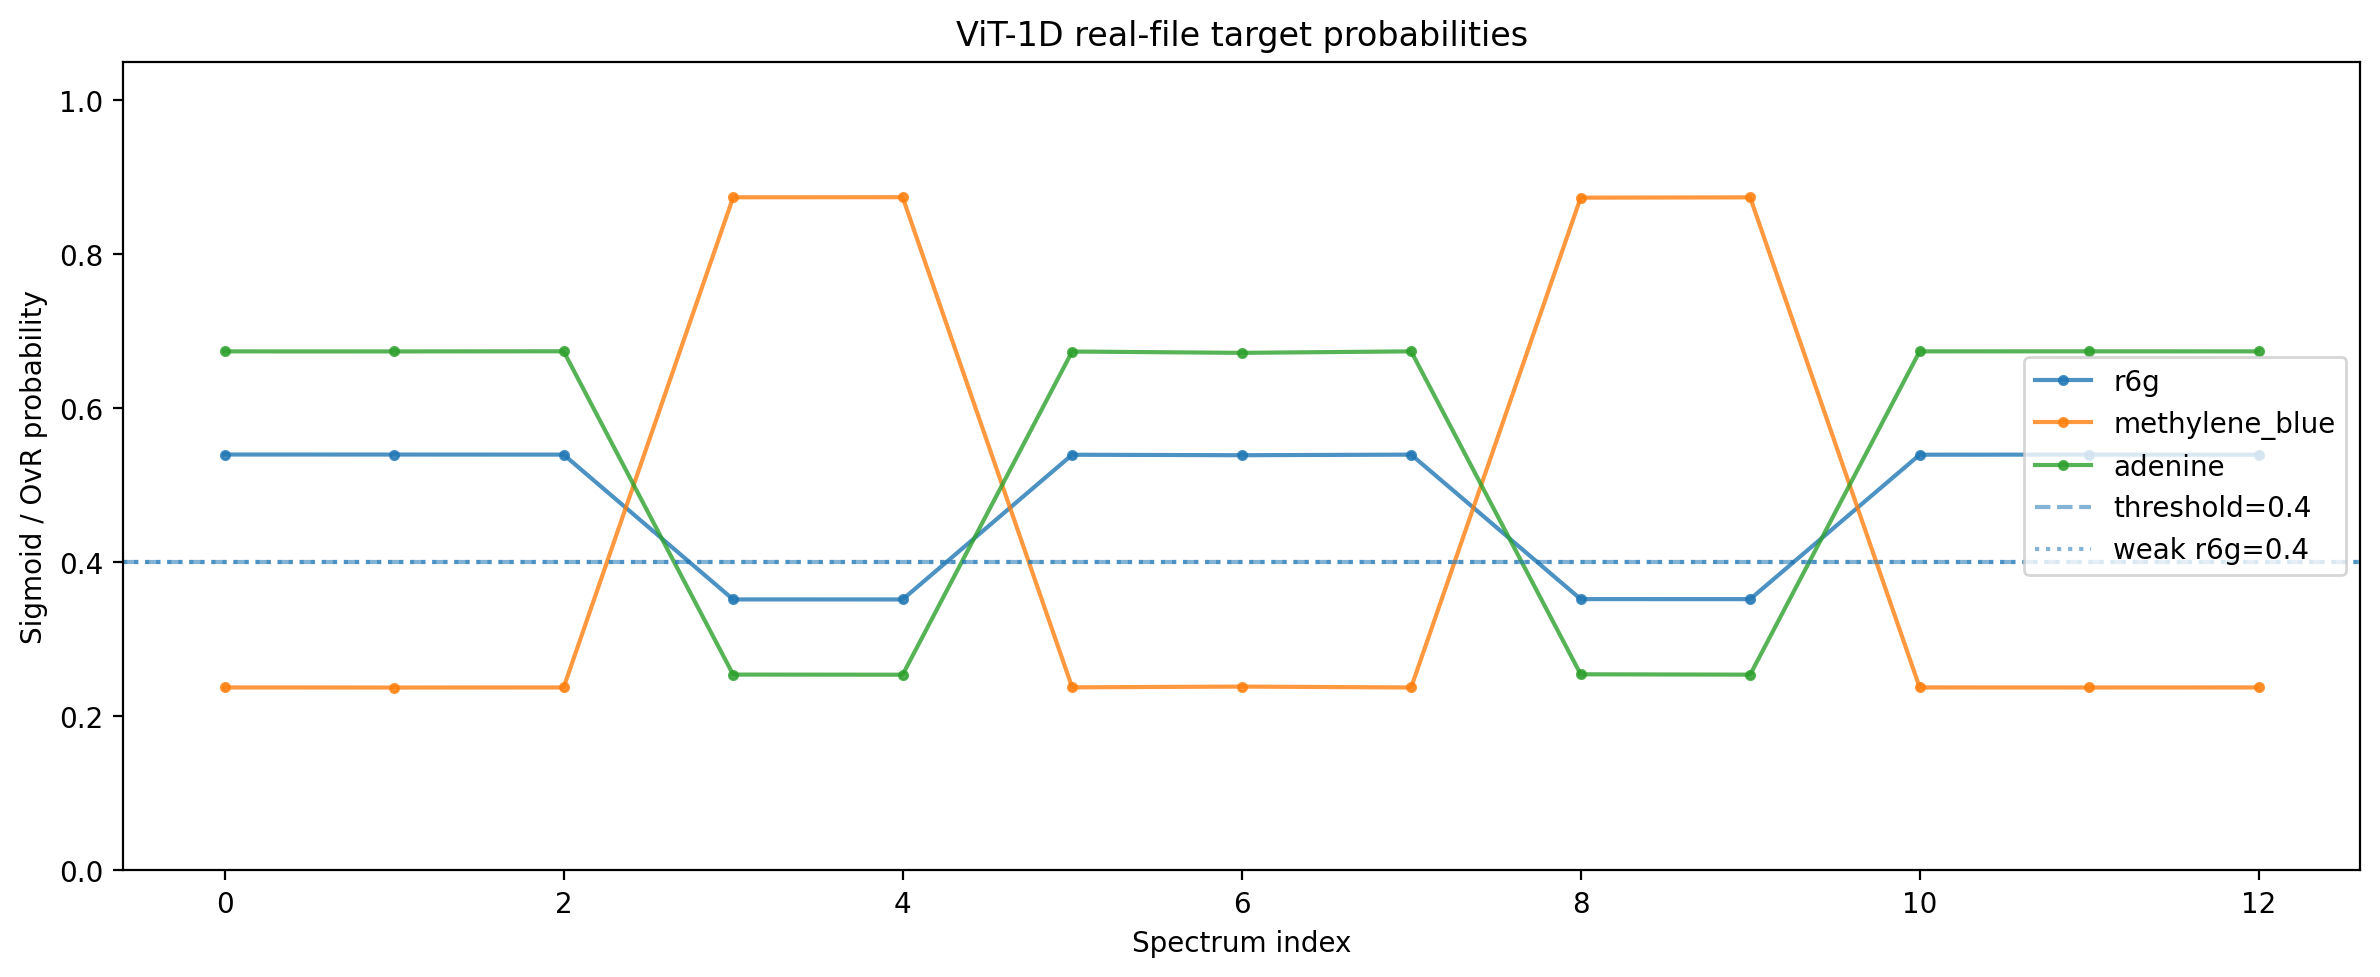 ViT-1D real-file target probabilities
Sigmoid / OvR probability
1.0
0.8
0.6
0.4
0.2
0.0
r6g
methylene_blue
adenine
threshold=0.4
weak r6g=0.4
0 2 4 6 8 10 12
Spectrum index